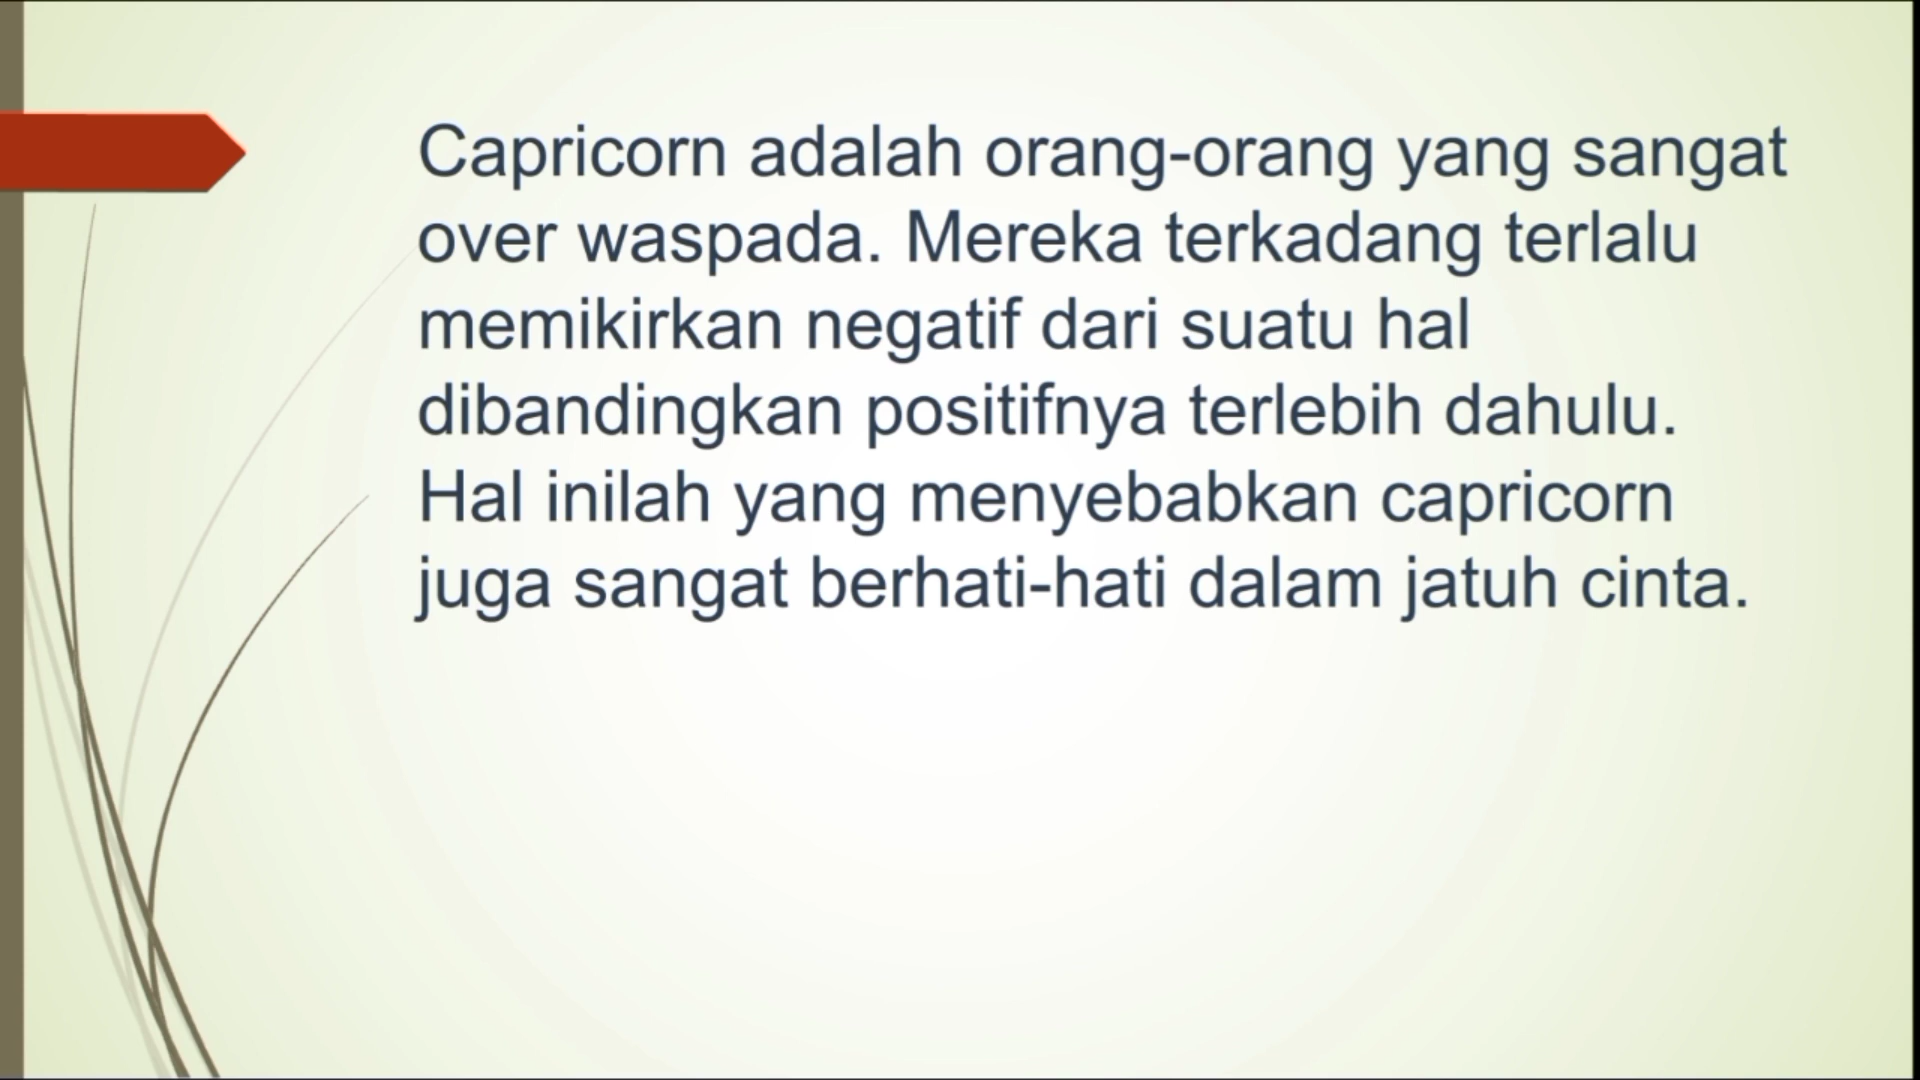 Capricorn adalah orang-orang yang sangat
over waspada. Mereka terkadang terlalu
memikirkan negatif dari suatu hal
dibandingkan positifnya terlebih dahulu.
Hal inilah yang menyebabkan capricorn
juga sangat berhati-hati dalam jatuh cinta.